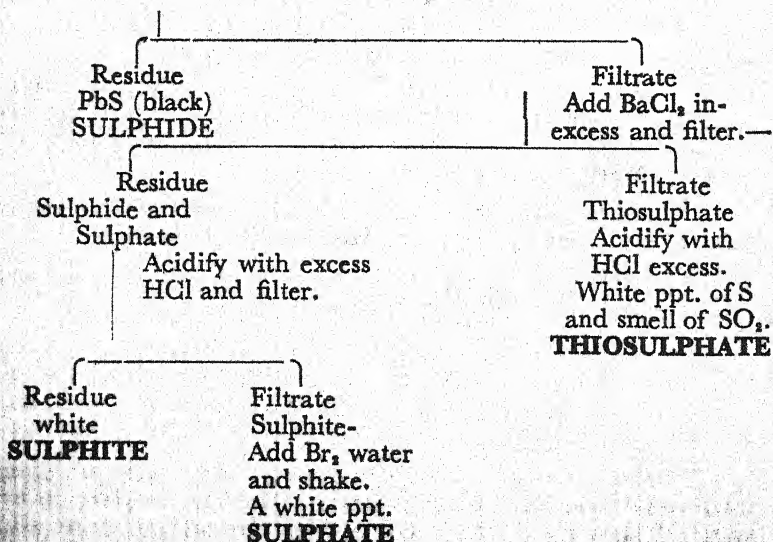 Residue
PbS (black)
SULPHIDE
Filtrate
Add BaCl₂ in-
excess and filter.—
Residue
Sulphide and
Sulphate
Acidify with excess
HCl and filter.
Filtrate
Thiosulphate
Acidify with
HCl excess.
White ppt. of S
and smell of SO₂.
THIOSULPHATE
Residue
white
SULPHITE
Filtrate
Sulphite-
Add Br₂ water
and shake.
A white ppt.
SULPHATE